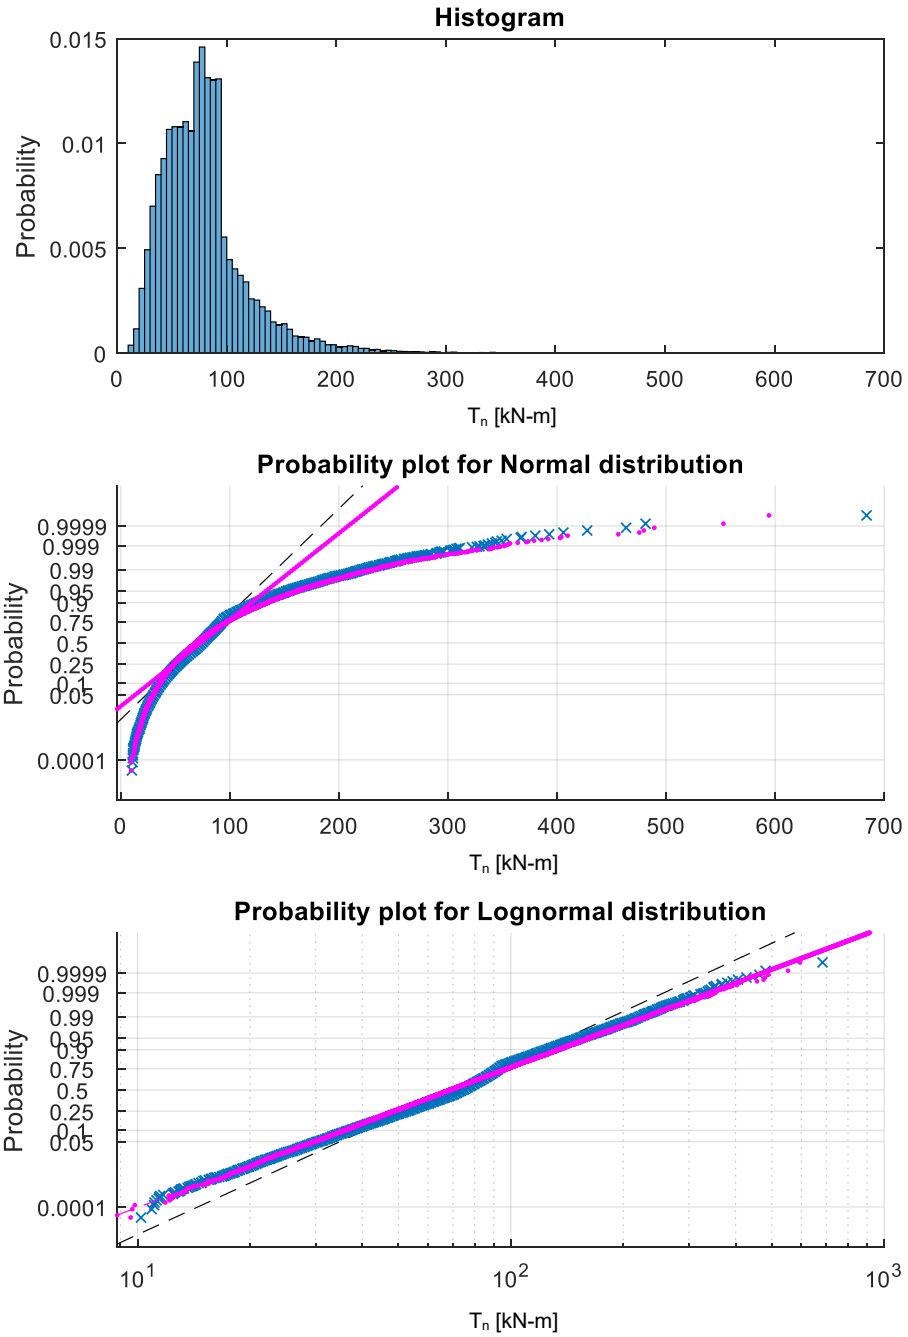 Histogram
0.015
0.01
0.005
0
Probability
0 100 200 300 400 500 600 700
Tₙ [kN-m]
Probability plot for Normal distribution
0.9999
0.999
0.99
0.95
0.9
0.75
0.5
0.25
0.1
0.05
0.0001
Probability
0 100 200 300 400 500 600 700
Tₙ [kN-m]
Probability plot for Lognormal distribution
0.9999
0.999
0.99
0.95
0.9
0.75
0.5
0.25
0.1
0.05
0.0001
Probability
10¹ 10² 10³
Tₙ [kN-m]